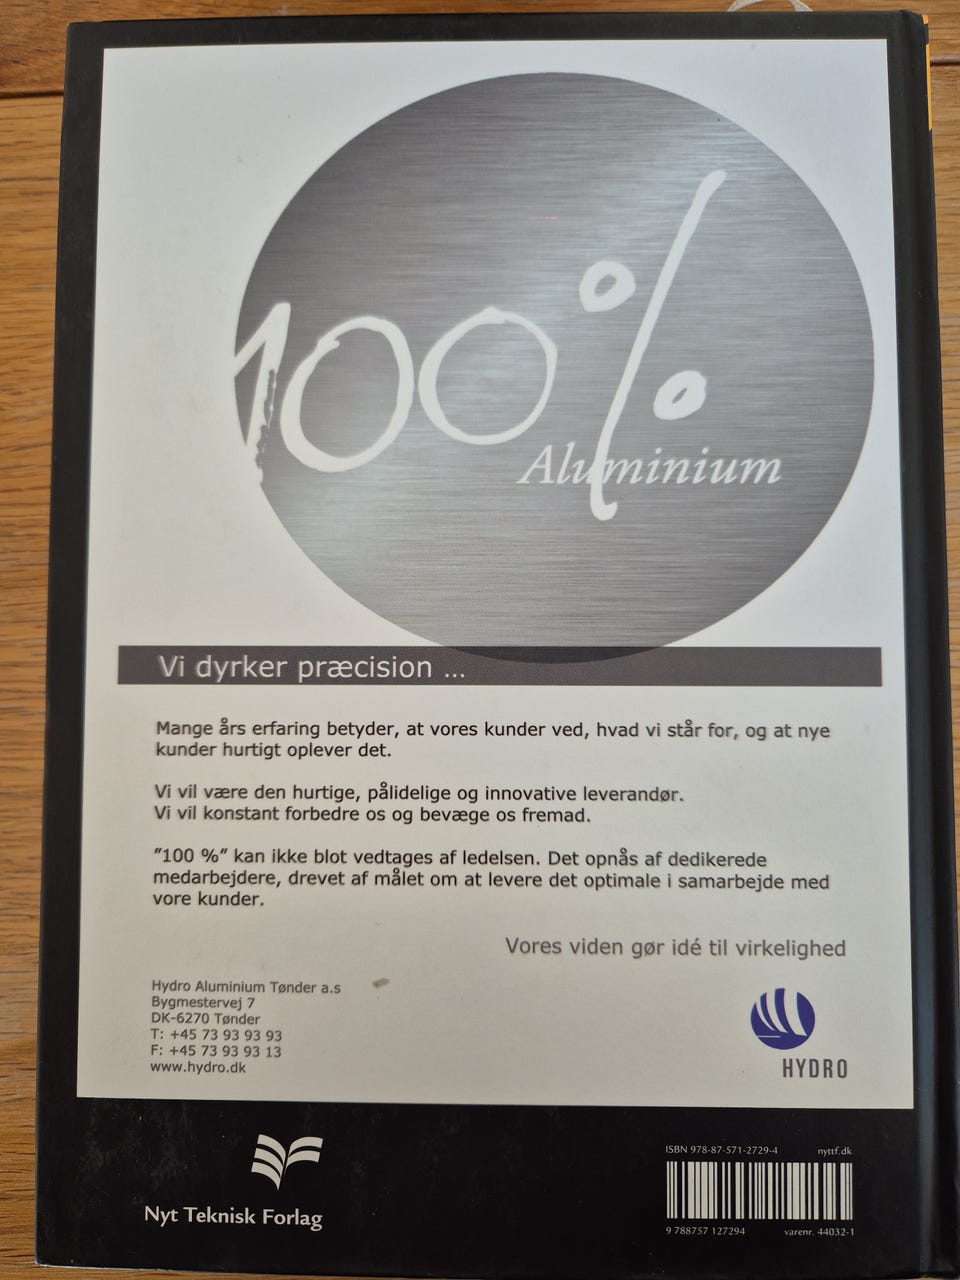 100%
Aluminium
Vi dyrker præcision ...
Mange års erfaring betyder, at vores kunder ved, hvad vi står for, og at nye
kunder hurtigt oplever det.
Vi vil være den hurtige, pålidelige og innovative leverandør.
Vi vil konstant forbedre os og bevæge os fremad.
"100 %" kan ikke blot vedtages af ledelsen. Det opnås af dedikerede
medarbejdere, drevet af målet om at levere det optimale i samarbejde med
vore kunder.
Vores viden gør idé til virkelighed
Hydro Aluminium Tønder a.s
Bygmestervej 7
DK-6270 Tønder
T: +45 73 93 93 93
F: +45 73 93 93 13
www.hydro.dk
HYDRO
Nyt Teknisk Forlag
ISBN 978-87-571-2729-4 nyttf.dk
9 788757 127294 varenr. 44032-1